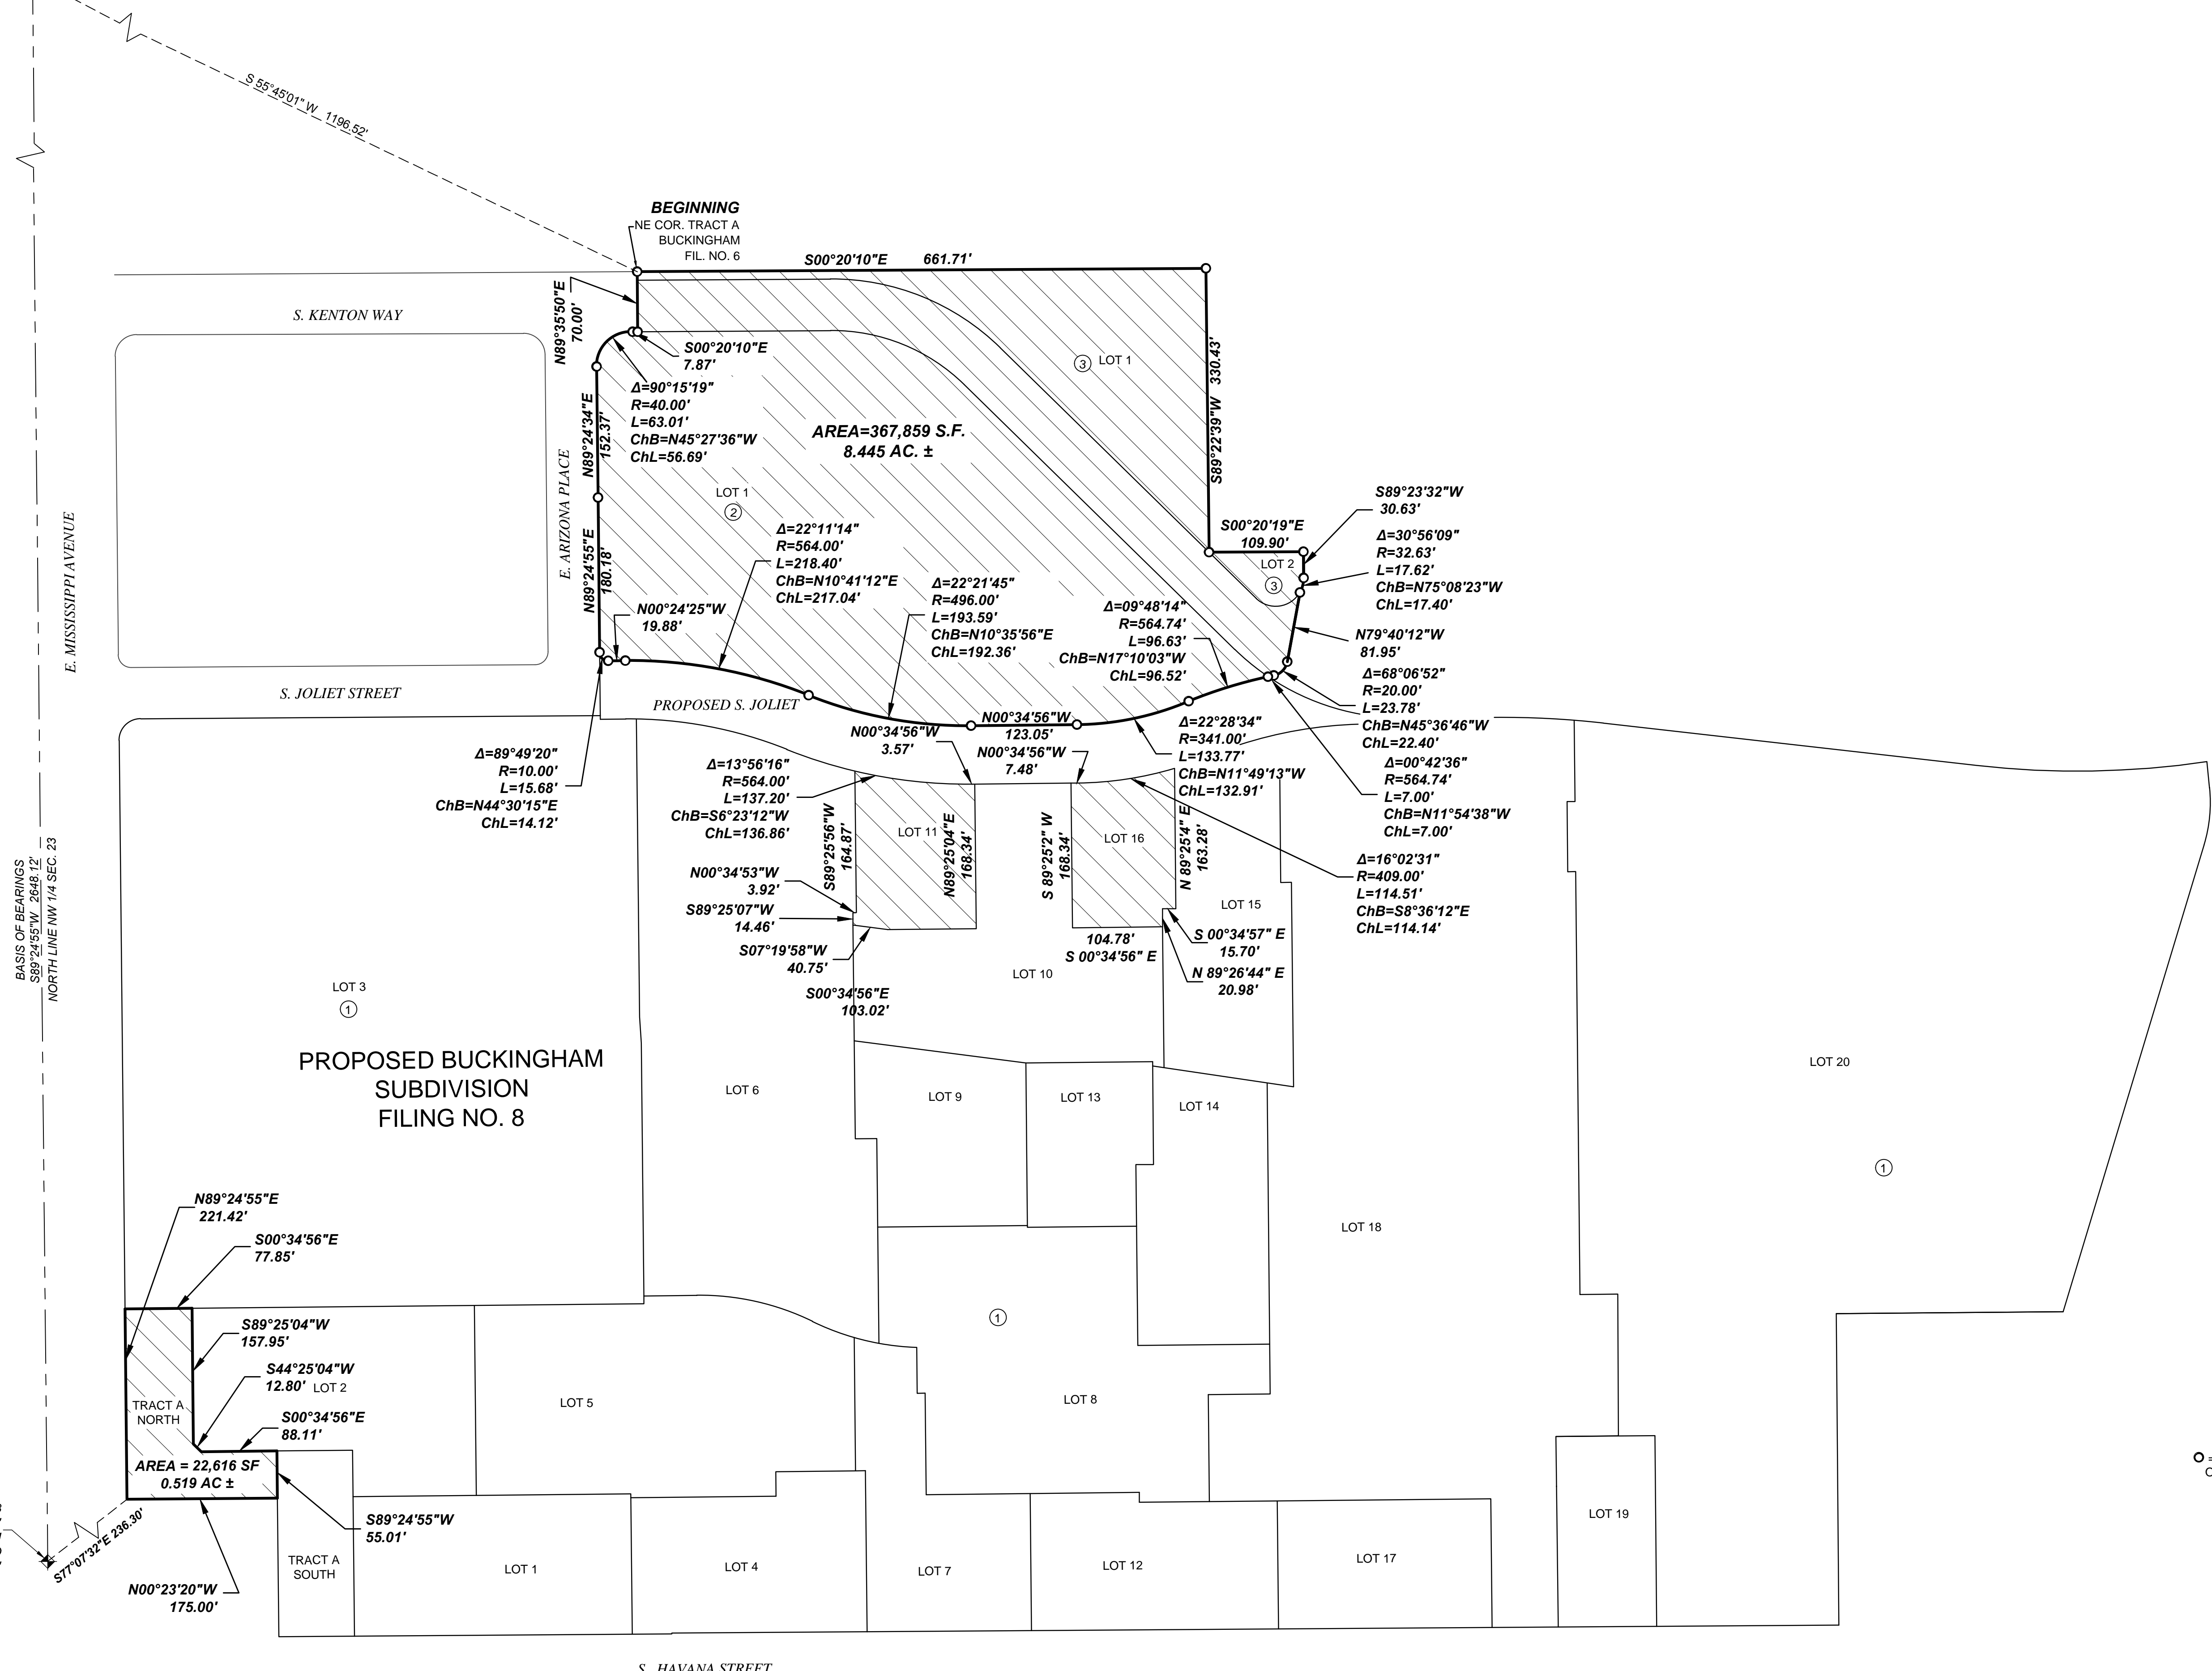 S 55°45'01" W 1196.52'
BEGINNING
NE COR. TRACT A
BUCKINGHAM
FIL. NO. 6
S00°20'10"E 661.71'
N89°35'50"E
70.00'
S. KENTON WAY
S00°20'10"E
7.87'
Δ=90°15'19"
R=40.00'
L=63.01'
ChB=N45°27'36"W
ChL=56.69'
3 LOT 1
S89°22'39"W 330.43'
AREA=367,859 S.F.
8.445 AC. ±
N89°24'34"E
152.37'
E. ARIZONA PLACE
LOT 1
2
N89°24'55"E
180.18'
E. MISSISSIPPI AVENUE
S89°23'32"W
30.63'
S00°20'19"E
109.90'
LOT 2
3
Δ=30°56'09"
R=32.63'
L=17.62'
ChB=N75°08'23"W
ChL=17.40'
Δ=22°11'14"
R=564.00'
L=218.40'
ChB=N10°41'12"E
ChL=217.04'
Δ=22°21'45"
R=496.00'
L=193.59'
ChB=N10°35'56"E
ChL=192.36'
Δ=09°48'14"
R=564.74'
L=96.63'
ChB=N17°10'03"W
ChL=96.52'
N00°24'25"W
19.88'
N79°40'12"W
81.95'
Δ=68°06'52"
R=20.00'
L=23.78'
ChB=N45°36'46"W
ChL=22.40'
S. JOLIET STREET
PROPOSED S. JOLIET
N00°34'56"W
3.57'
N00°34'56"W
123.05'
N00°34'56"W
7.48'
Δ=22°28'34"
R=341.00'
L=133.77'
ChB=N11°49'13"W
ChL=132.91'
Δ=00°42'36"
R=564.74'
L=7.00'
ChB=N11°54'38"W
ChL=7.00'
Δ=89°49'20"
R=10.00'
L=15.68'
ChB=N44°30'15"E
ChL=14.12'
Δ=13°56'16"
R=564.00'
L=137.20'
ChB=S6°23'12"W
ChL=136.86'
S89°25'56"W
164.87'
LOT 11
N89°25'04"E
168.34'
S 89°25'2" W
168.34'
LOT 16
N 89°25'4" E
163.28'
Δ=16°02'31"
R=409.00'
L=114.51'
ChB=S8°36'12"E
ChL=114.14'
N00°34'53"W
3.92'
S89°25'07"W
14.46'
S07°19'58"W
40.75'
S00°34'56"E
103.02'
LOT 10
104.78'
S 00°34'56" E
LOT 15
S 00°34'57" E
15.70'
N 89°26'44" E
20.98'
BASIS OF BEARINGS
S89°24'55"W 2648.12'
NORTH LINE NW 1/4 SEC. 23
LOT 3
1
PROPOSED BUCKINGHAM
SUBDIVISION
FILING NO. 8
LOT 6
LOT 9
LOT 13
LOT 14
LOT 20
1
LOT 18
N89°24'55"E
221.42'
S00°34'56"E
77.85'
S89°25'04"W
157.95'
S44°25'04"W
12.80'
LOT 2
S00°34'56"E
88.11'
TRACT A
NORTH
AREA = 22,616 SF
0.519 AC ±
1
LOT 5
LOT 8
S89°24'55"W
55.01'
S77°07'32"E 236.30'
N00°23'20"W
175.00'
TRACT A
SOUTH
LOT 1
LOT 4
LOT 7
LOT 12
LOT 17
LOT 19
S. HAVANA STREET